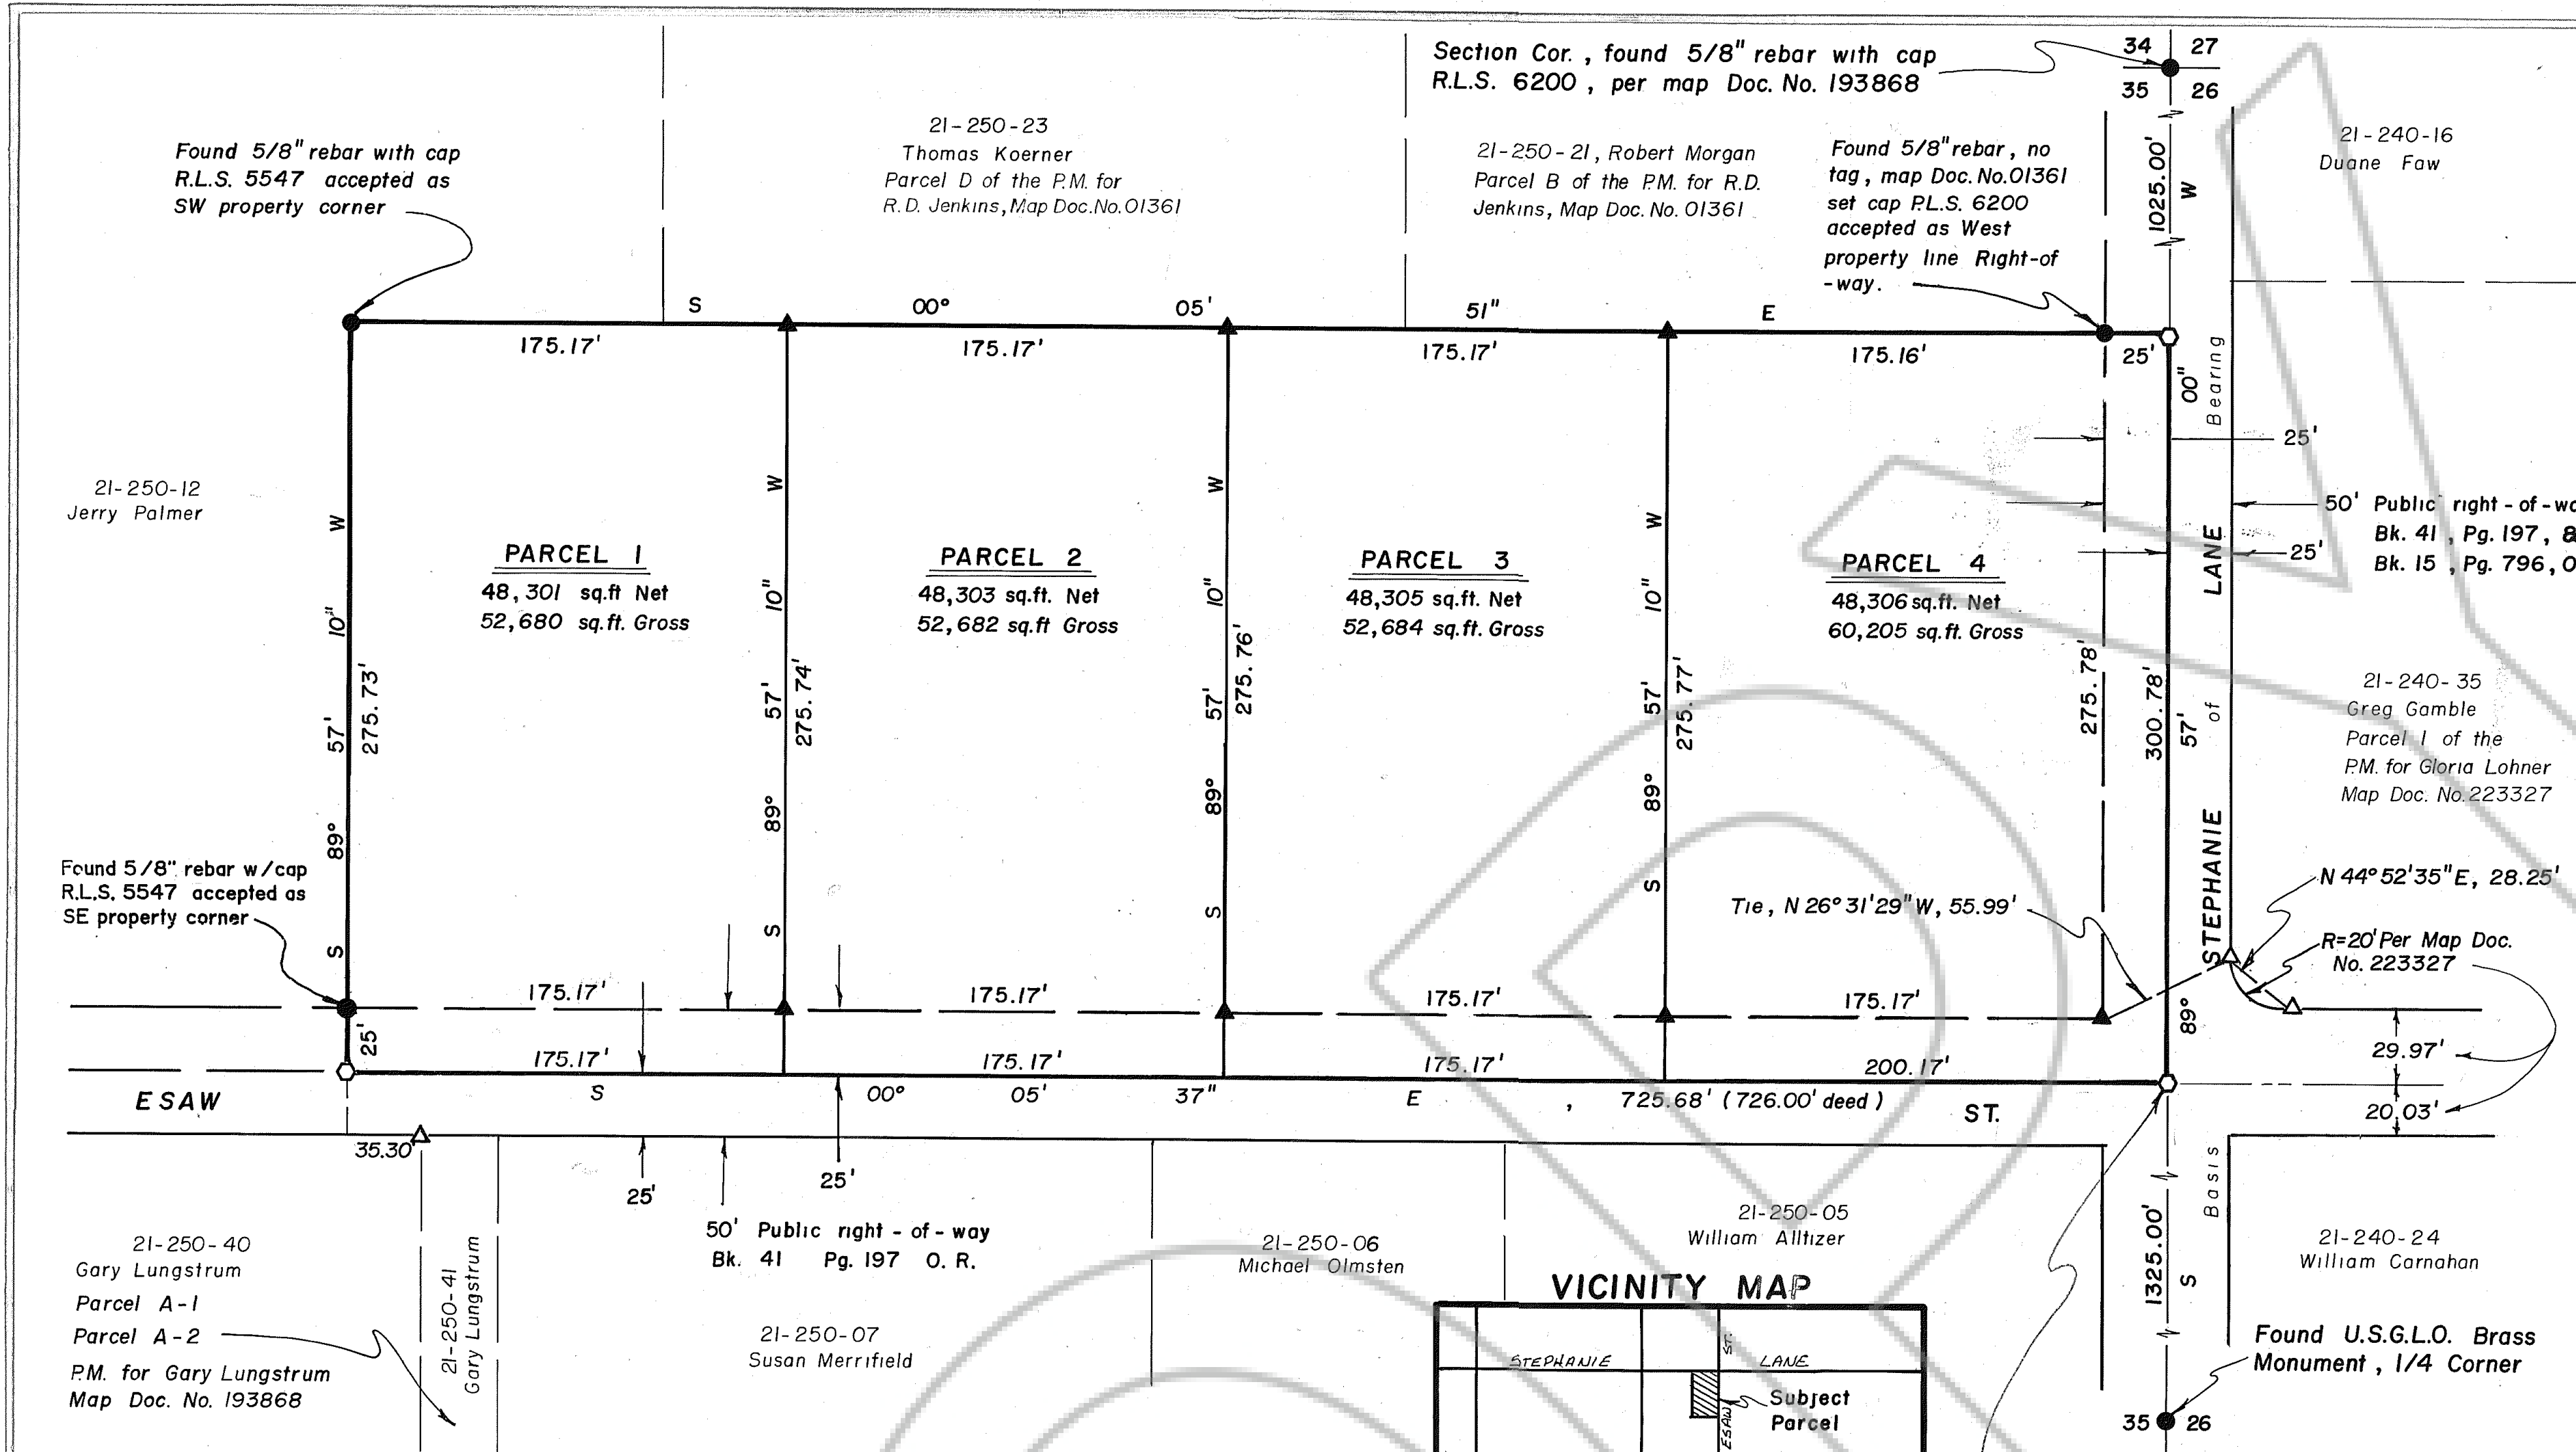 Section Cor. , found 5/8" rebar with cap
R.L.S. 6200 , per map Doc. No. 193868
34 27
35 26
Found 5/8" rebar with cap
R.L.S. 5547 accepted as
SW property corner
21-250-23
Thomas Koerner
Parcel D of the P.M. for
R.D. Jenkins, Map Doc. No. 01361
21-250-21, Robert Morgan
Parcel B of the P.M. for R.D.
Jenkins, Map Doc. No. 01361
Found 5/8" rebar, no
tag, map Doc. No. 01361
set cap P.L.S. 6200
accepted as West
property line Right-of
-way.
1025.00'
W
21-240-16
Duane Faw
S 00° 05' 51" E
175.17' 175.17' 175.17' 175.16' 25'
00"
Bearing
25'
21-250-12
Jerry Palmer
50' Public right-of-wa
Bk. 41, Pg. 197, &
Bk. 15, Pg. 796, O
25'
PARCEL 1
48,301 sq.ft Net
52,680 sq.ft. Gross
PARCEL 2
48,303 sq.ft. Net
52,682 sq.ft Gross
PARCEL 3
48,305 sq.ft. Net
52,684 sq.ft. Gross
PARCEL 4
48,306 sq.ft. Net
60,205 sq.ft. Gross
S 89° 57' 10" W
275.73'
S 89° 57' 10" W
275.74'
S 89° 57' 10" W
275.76'
S 89° 57' 10" W
275.77'
275.78'
300.78'
57'
STEPHANIE LANE
of
21-240-35
Greg Gamble
Parcel 1 of the
P.M. for Gloria Lohner
Map Doc. No. 223327
Found 5/8" rebar w/cap
R.L.S. 5547 accepted as
SE property corner
Tie, N 26° 31' 29" W, 55.99'
N 44° 52' 35" E, 28.25'
R=20' Per Map Doc.
No. 223327
175.17' 175.17' 175.17' 175.17'
25'
89°
29.97'
175.17' 175.17' 175.17' 200.17'
ESAW S 00° 05' 37" E , 725.68' (726.00' deed) ST.
20.03'
35.30'
25' 25'
50' Public right-of-way
Bk. 41 Pg. 197 O. R.
21-250-40
Gary Lungstrum
Parcel A-1
Parcel A-2
P.M. for Gary Lungstrum
Map Doc. No. 193868
21-250-41
Gary Lungstrum
21-250-07
Susan Merrifield
21-250-06
Michael Olmsten
21-250-05
William Alltizer
VICINITY MAP
STEPHANIE LANE
ST.
ESAW
Subject
Parcel
1325.00'
S
Basis
21-240-24
William Carnahan
Found U.S.G.L.O. Brass
Monument, 1/4 Corner
35 26